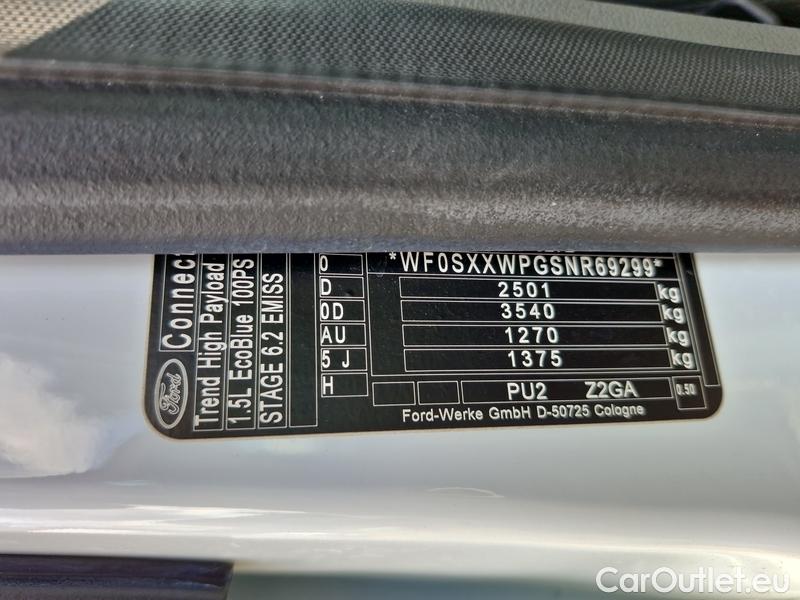 Connect
Trend High Payload
1.5L EcoBlue 100PS
STAGE 6.2 EMISS
0
D
0D
AU
5 J
H
*WF0SXXWPGSNR69299*
2501 kg
3540 kg
1270 kg
1375 kg
PU2 Z2GA 0.50
Ford-Werke GmbH D-50725 Cologne
Ford
CarOutlet.eu